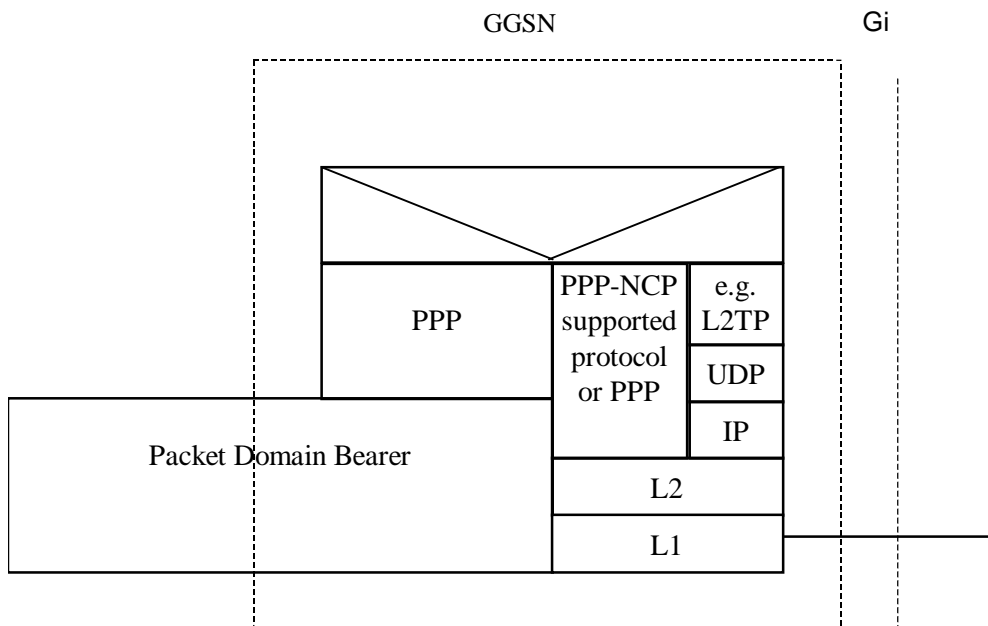 GGSN
Gi
PPP
PPP-NCP
supported
protocol
or PPP
e.g.
L2TP
UDP
IP
Packet Domain Bearer
L2
L1